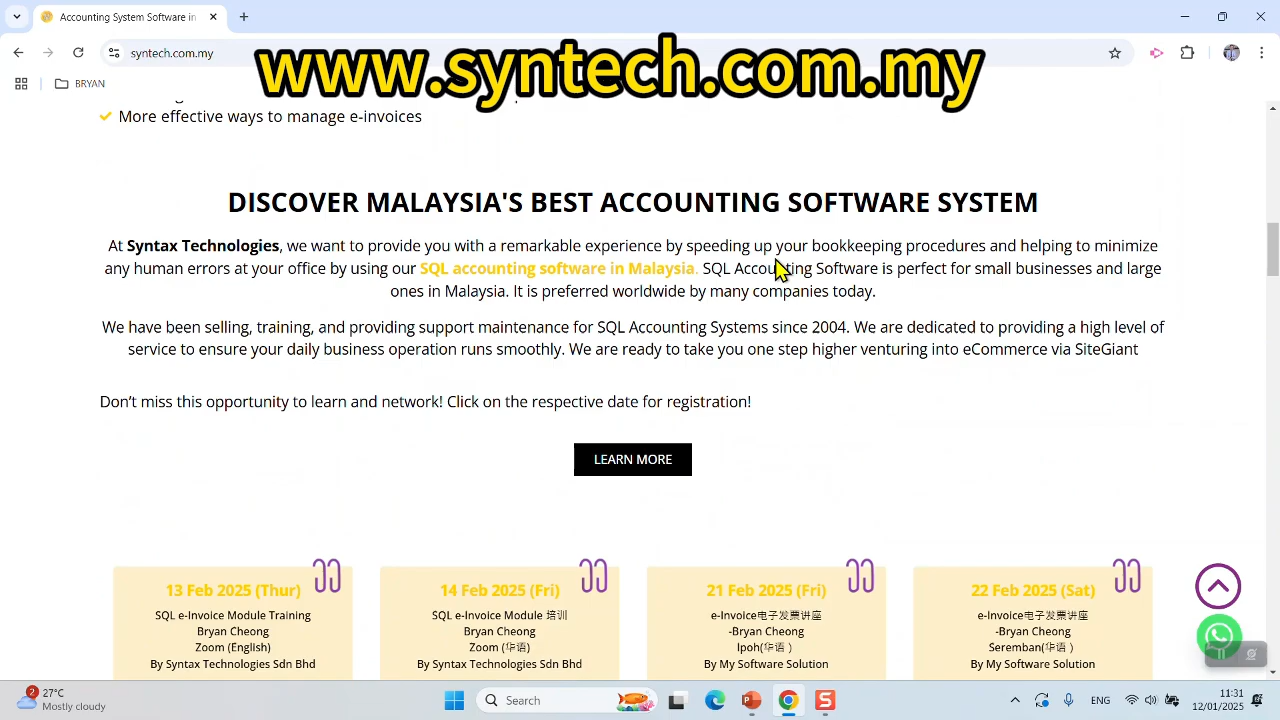 Accounting System Software in
syntech.com.my
www.syntech.com.my
BRYAN
More effective ways to manage e-invoices
DISCOVER MALAYSIA'S BEST ACCOUNTING SOFTWARE SYSTEM
At Syntax Technologies, we want to provide you with a remarkable experience by speeding up your bookkeeping procedures and helping to minimize
any human errors at your office by using our SQL accounting software in Malaysia. SQL Accounting Software is perfect for small businesses and large
ones in Malaysia. It is preferred worldwide by many companies today.
We have been selling, training, and providing support maintenance for SQL Accounting Systems since 2004. We are dedicated to providing a high level of
service to ensure your daily business operation runs smoothly. We are ready to take you one step higher venturing into eCommerce via SiteGiant
Don’t miss this opportunity to learn and network! Click on the respective date for registration!
LEARN MORE
13 Feb 2025 (Thur)
SQL e-Invoice Module Training
Bryan Cheong
Zoom (English)
By Syntax Technologies Sdn Bhd
14 Feb 2025 (Fri)
SQL e-Invoice Module 培训
Bryan Cheong
Zoom (华语)
By Syntax Technologies Sdn Bhd
21 Feb 2025 (Fri)
e-Invoice电子发票讲座
-Bryan Cheong
Ipoh(华语 )
By My Software Solution
22 Feb 2025 (Sat)
e-Invoice电子发票讲座
-Bryan Cheong
Seremban(华语 )
By My Software Solution
2
27°C
Mostly cloudy
Search
ENG
11:31
12/01/2025